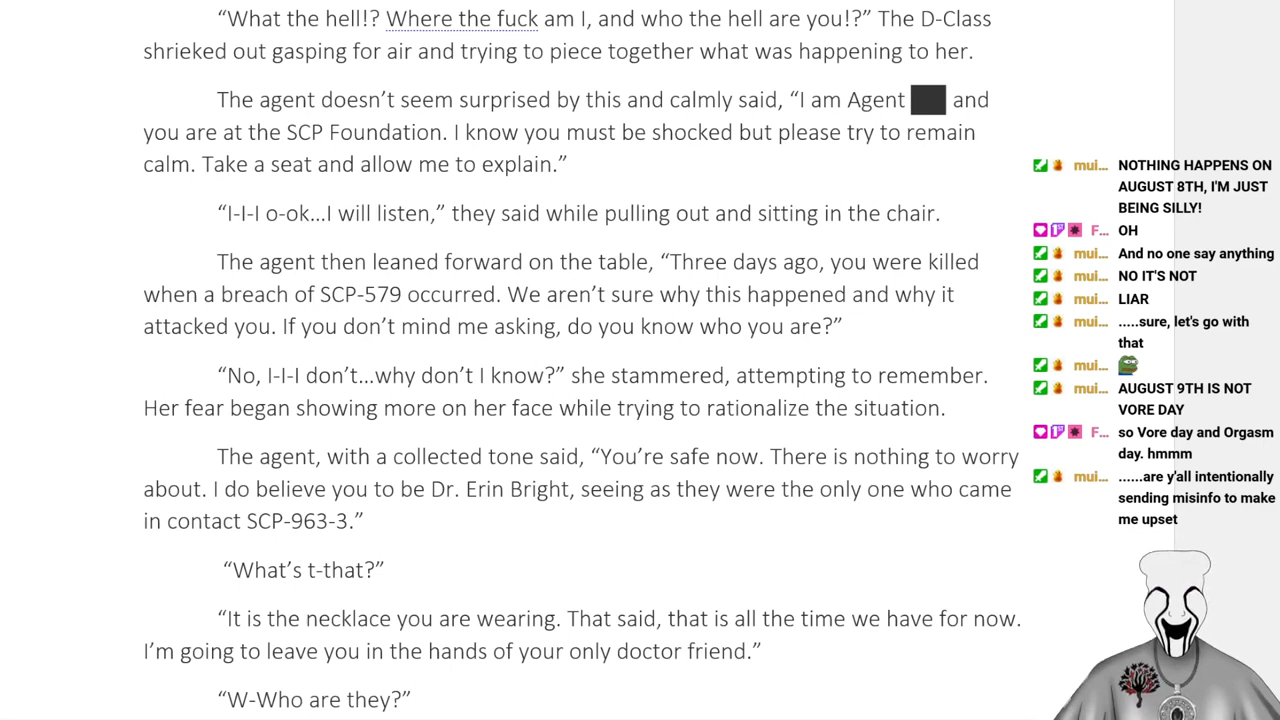 “What the hell!? Where the fuck am I, and who the hell are you!?” The D-Class
shrieked out gasping for air and trying to piece together what was happening to her.
The agent doesn’t seem surprised by this and calmly said, “I am Agent and
you are at the SCP Foundation. I know you must be shocked but please try to remain
calm. Take a seat and allow me to explain.”
“I-I-I o-ok...I will listen,” they said while pulling out and sitting in the chair.
The agent then leaned forward on the table, “Three days ago, you were killed
when a breach of SCP-579 occurred. We aren’t sure why this happened and why it
attacked you. If you don’t mind me asking, do you know who you are?”
“No, I-I-I don’t...why don’t I know?” she stammered, attempting to remember.
Her fear began showing more on her face while trying to rationalize the situation.
The agent, with a collected tone said, “You’re safe now. There is nothing to worry
about. I do believe you to be Dr. Erin Bright, seeing as they were the only one who came
in contact SCP-963-3.”
“What’s t-that?”
“It is the necklace you are wearing. That said, that is all the time we have for now.
I’m going to leave you in the hands of your only doctor friend.”
“W-Who are they?”
mui... NOTHING HAPPENS ON
AUGUST 8TH, I'M JUST
BEING SILLY!
F... OH
mui... And no one say anything
mui... NO IT'S NOT
mui... LIAR
mui... .....sure, let's go with
that
mui...
mui... AUGUST 9TH IS NOT
VORE DAY
F... so Vore day and Orgasm
day. hmmm
mui... ......are y'all intentionally
sending misinfo to make
me upset